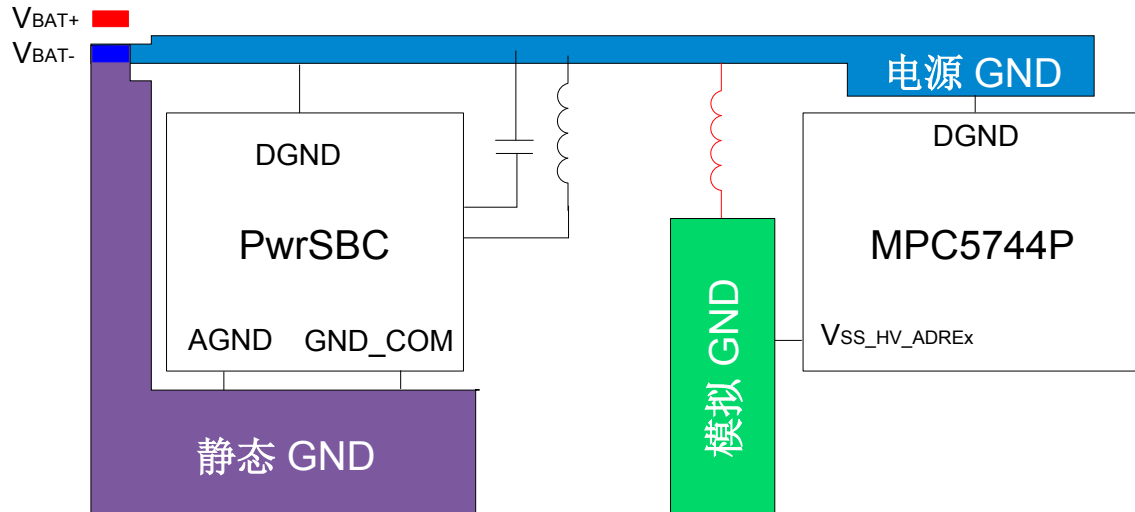 VBAT+
VBAT-
电源 GND
DGND
DGND
PwrSBC
MPC5744P
AGND GND_COM
VSS_HV_ADREx
模拟 GND
静态 GND